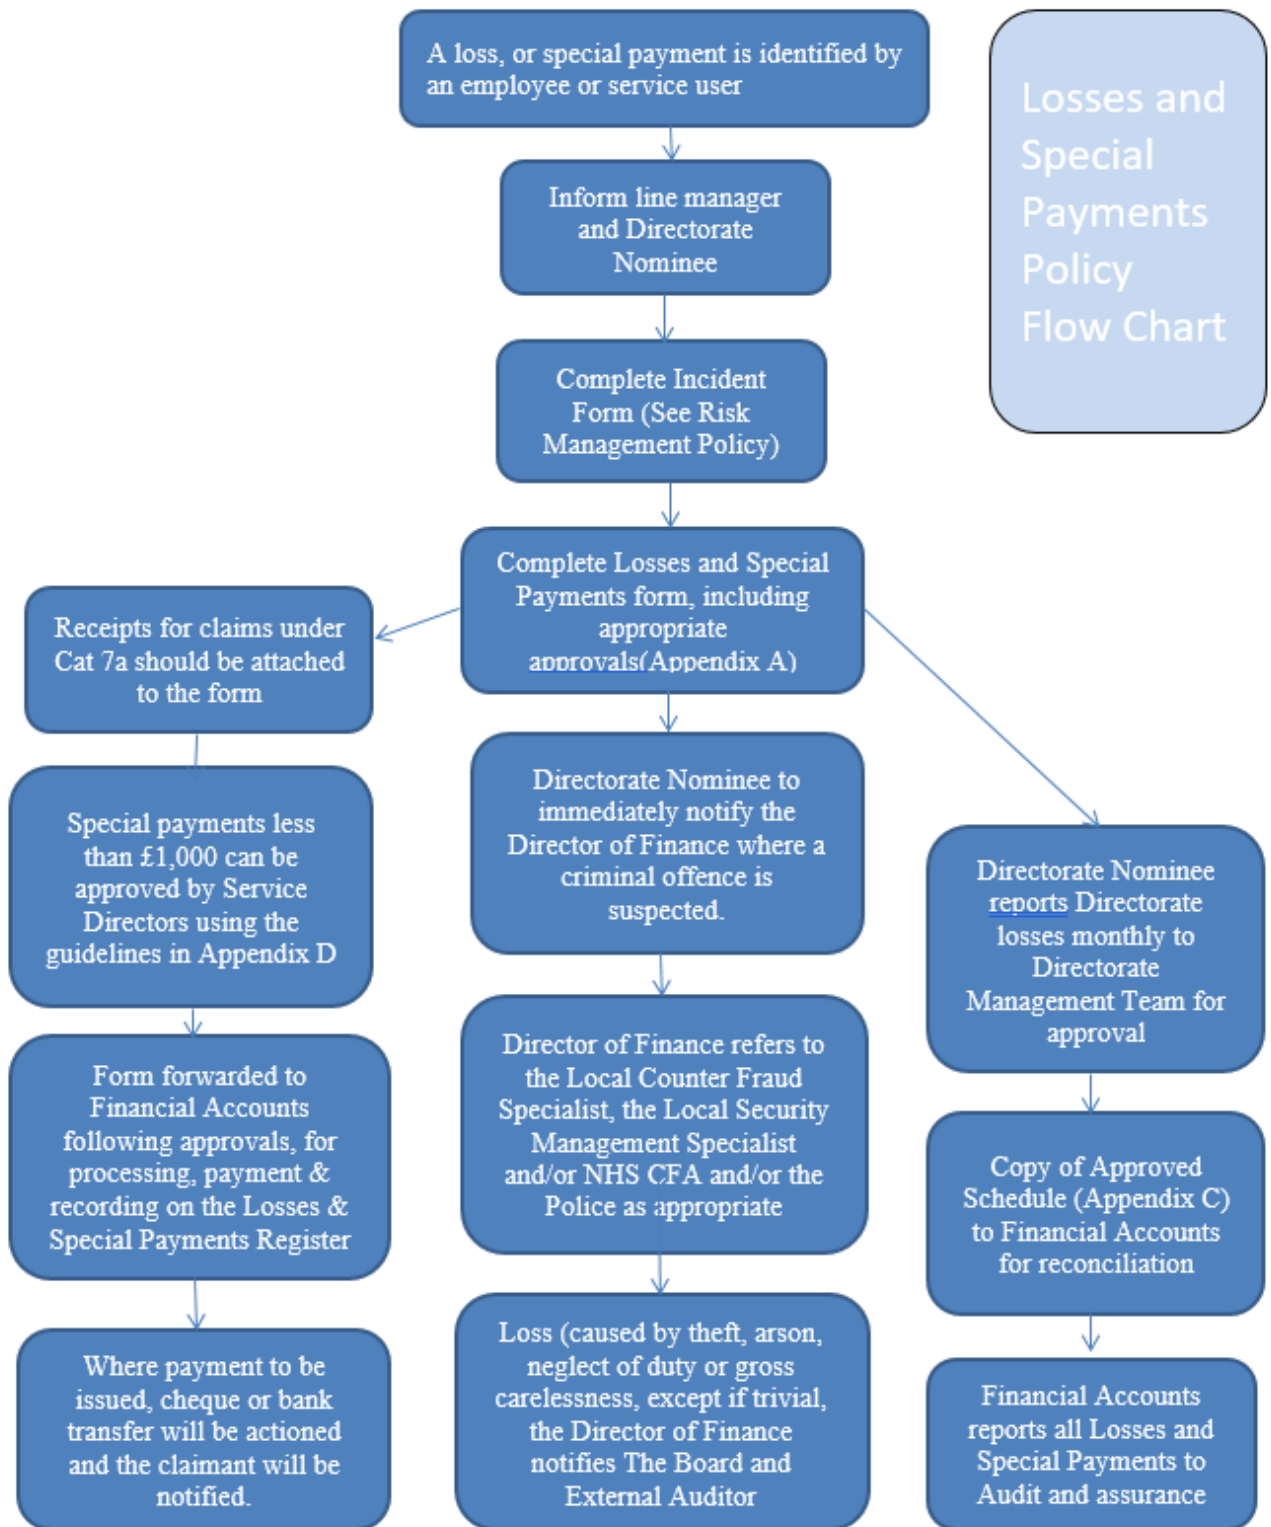 A loss, or special payment is identified by
an employee or service user
Losses and
Special
Payments
Policy
Flow Chart
Inform line manager
and Directorate
Nominee
Complete Incident
Form (See Risk
Management Policy)
Complete Losses and Special
Payments form, including
appropriate
approvals(Appendix A)
Receipts for claims under
Cat 7a should be attached
to the form
Special payments less
than £1,000 can be
approved by Service
Directors using the
guidelines in Appendix D
Form forwarded to
Financial Accounts
following approvals, for
processing, payment &
recording on the Losses &
Special Payments Register
Where payment to be
issued, cheque or bank
transfer will be actioned
and the claimant will be
notified.
Directorate Nominee to
immediately notify the
Director of Finance where a
criminal offence is
suspected.
Director of Finance refers to
the Local Counter Fraud
Specialist, the Local Security
Management Specialist
and/or NHS CFA and/or the
Police as appropriate
Loss (caused by theft, arson,
neglect of duty or gross
carelessness, except if trivial,
the Director of Finance
notifies The Board and
External Auditor
Directorate Nominee
reports Directorate
losses monthly to
Directorate
Management Team for
approval
Copy of Approved
Schedule (Appendix C)
to Financial Accounts
for reconciliation
Financial Accounts
reports all Losses and
Special Payments to
Audit and assurance